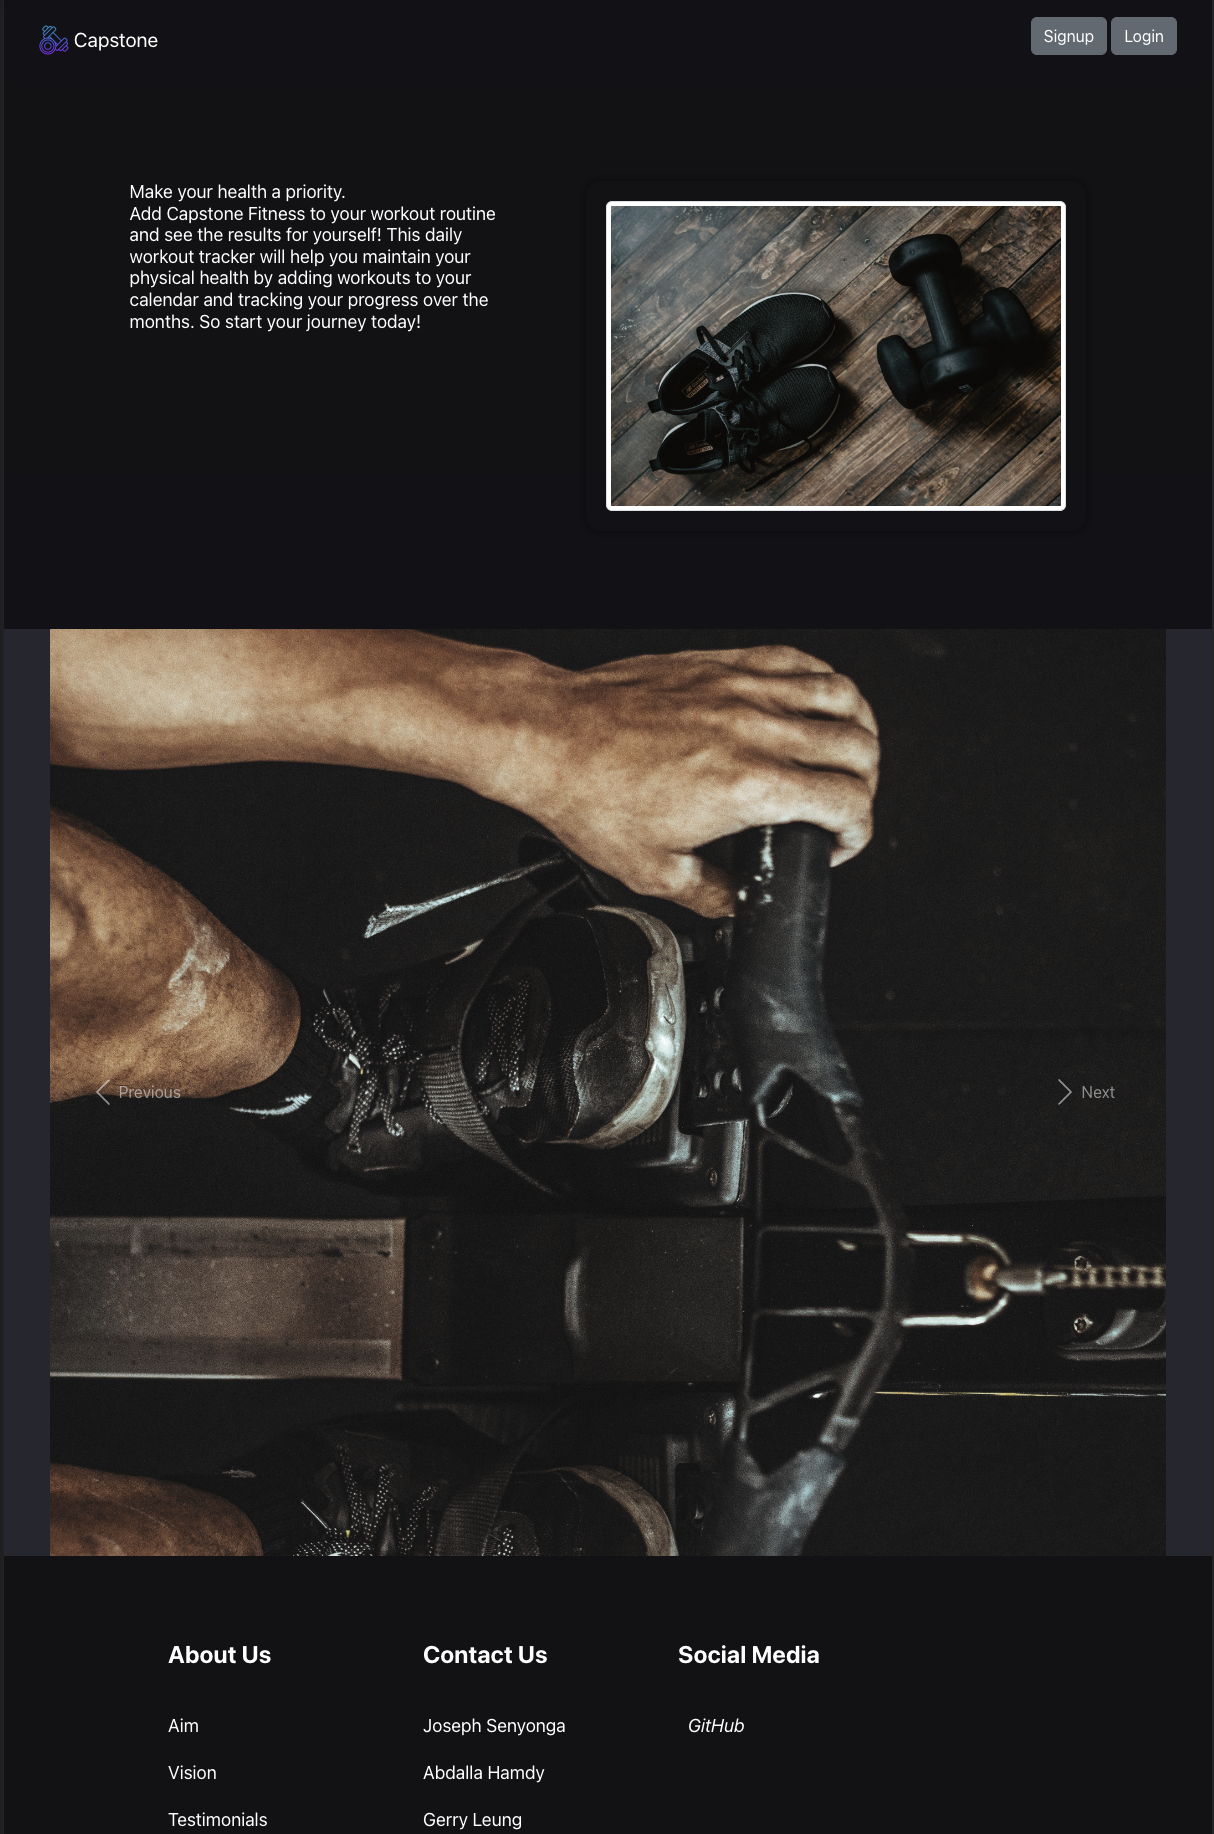 Capstone
Signup
Login
Make your health a priority.
Add Capstone Fitness to your workout routine
and see the results for yourself! This daily
workout tracker will help you maintain your
physical health by adding workouts to your
calendar and tracking your progress over the
months. So start your journey today!
Previous
Next
About Us
Aim
Vision
Testimonials
Contact Us
Joseph Senyonga
Abdalla Hamdy
Gerry Leung
Social Media
GitHub